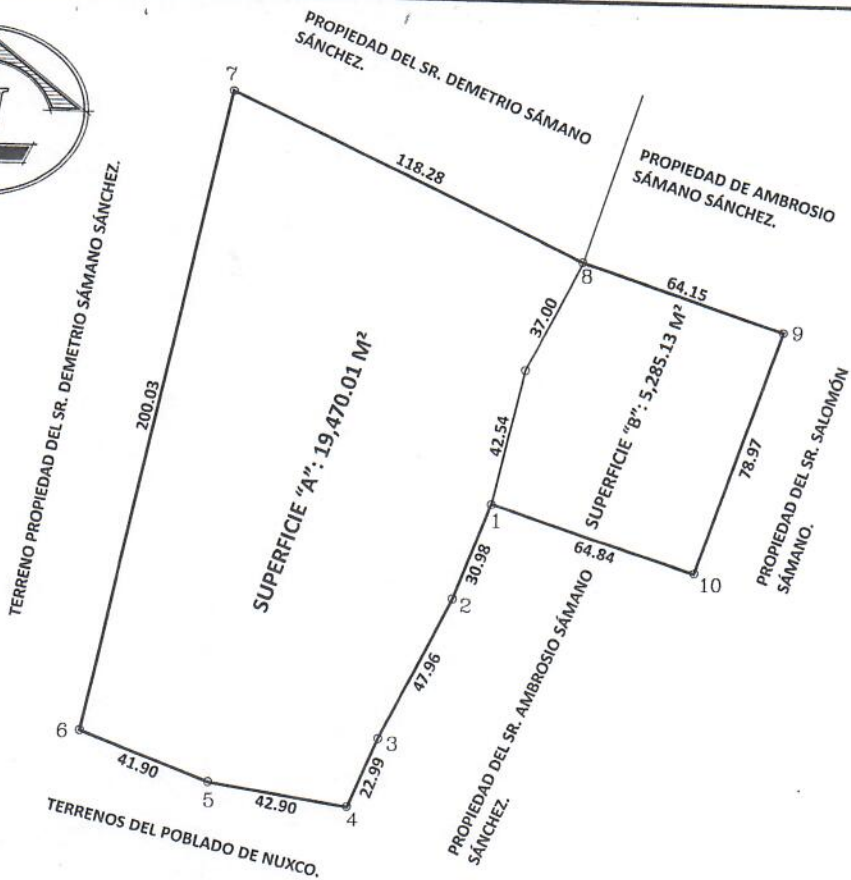 PROPIEDAD DEL SR. DEMETRIO SÁMANO
SÁNCHEZ.
7
118.28
PROPIEDAD DE AMBROSIO
SÁMANO SÁNCHEZ.
8
64.15
9
37.00
TERRENO PROPIEDAD DEL SR. DEMETRIO SÁMANO SÁNCHEZ.
200.03
SUPERFICIE “A”: 19,470.01 M²
42.54
SUPERFICIE “B”: 5,285.13 M²
78.97
PROPIEDAD DEL SR. SALOMÓN
SÁMANO.
1
64.84
10
30.98
2
47.96
PROPIEDAD DEL SR. AMBROSIO SÁMANO
SÁNCHEZ.
6
41.90
3
22.99
5
42.90
4
TERRENOS DEL POBLADO DE NUXCO.